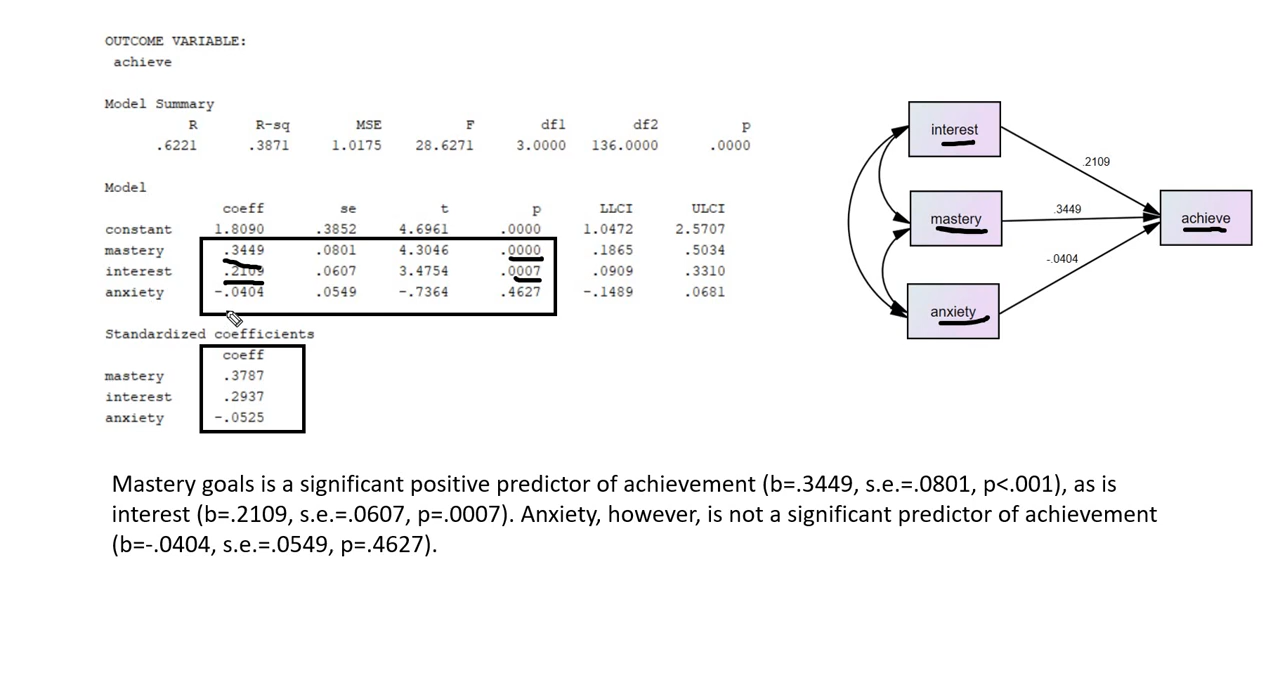 OUTCOME VARIABLE:
achieve
Model Summary
R R-sq MSE F df1 df2 p
.6221 .3871 1.0175 28.6271 3.0000 136.0000 .0000
Model
coeff se t p LLCI ULCI
constant 1.8090 .3852 4.6961 .0000 1.0472 2.5707
mastery .3449 .0801 4.3046 .0000 .1865 .5034
interest .2109 .0607 3.4754 .0007 .0909 .3310
anxiety -.0404 .0549 -.7364 .4627 -.1489 .0681
Standardized coefficients
coeff
mastery .3787
interest .2937
anxiety -.0525
interest
.2109
mastery
.3449
achieve
-.0404
anxiety
Mastery goals is a significant positive predictor of achievement (b=.3449, s.e.=.0801, p<.001), as is
interest (b=.2109, s.e.=.0607, p=.0007). Anxiety, however, is not a significant predictor of achievement
(b=-.0404, s.e.=.0549, p=.4627).